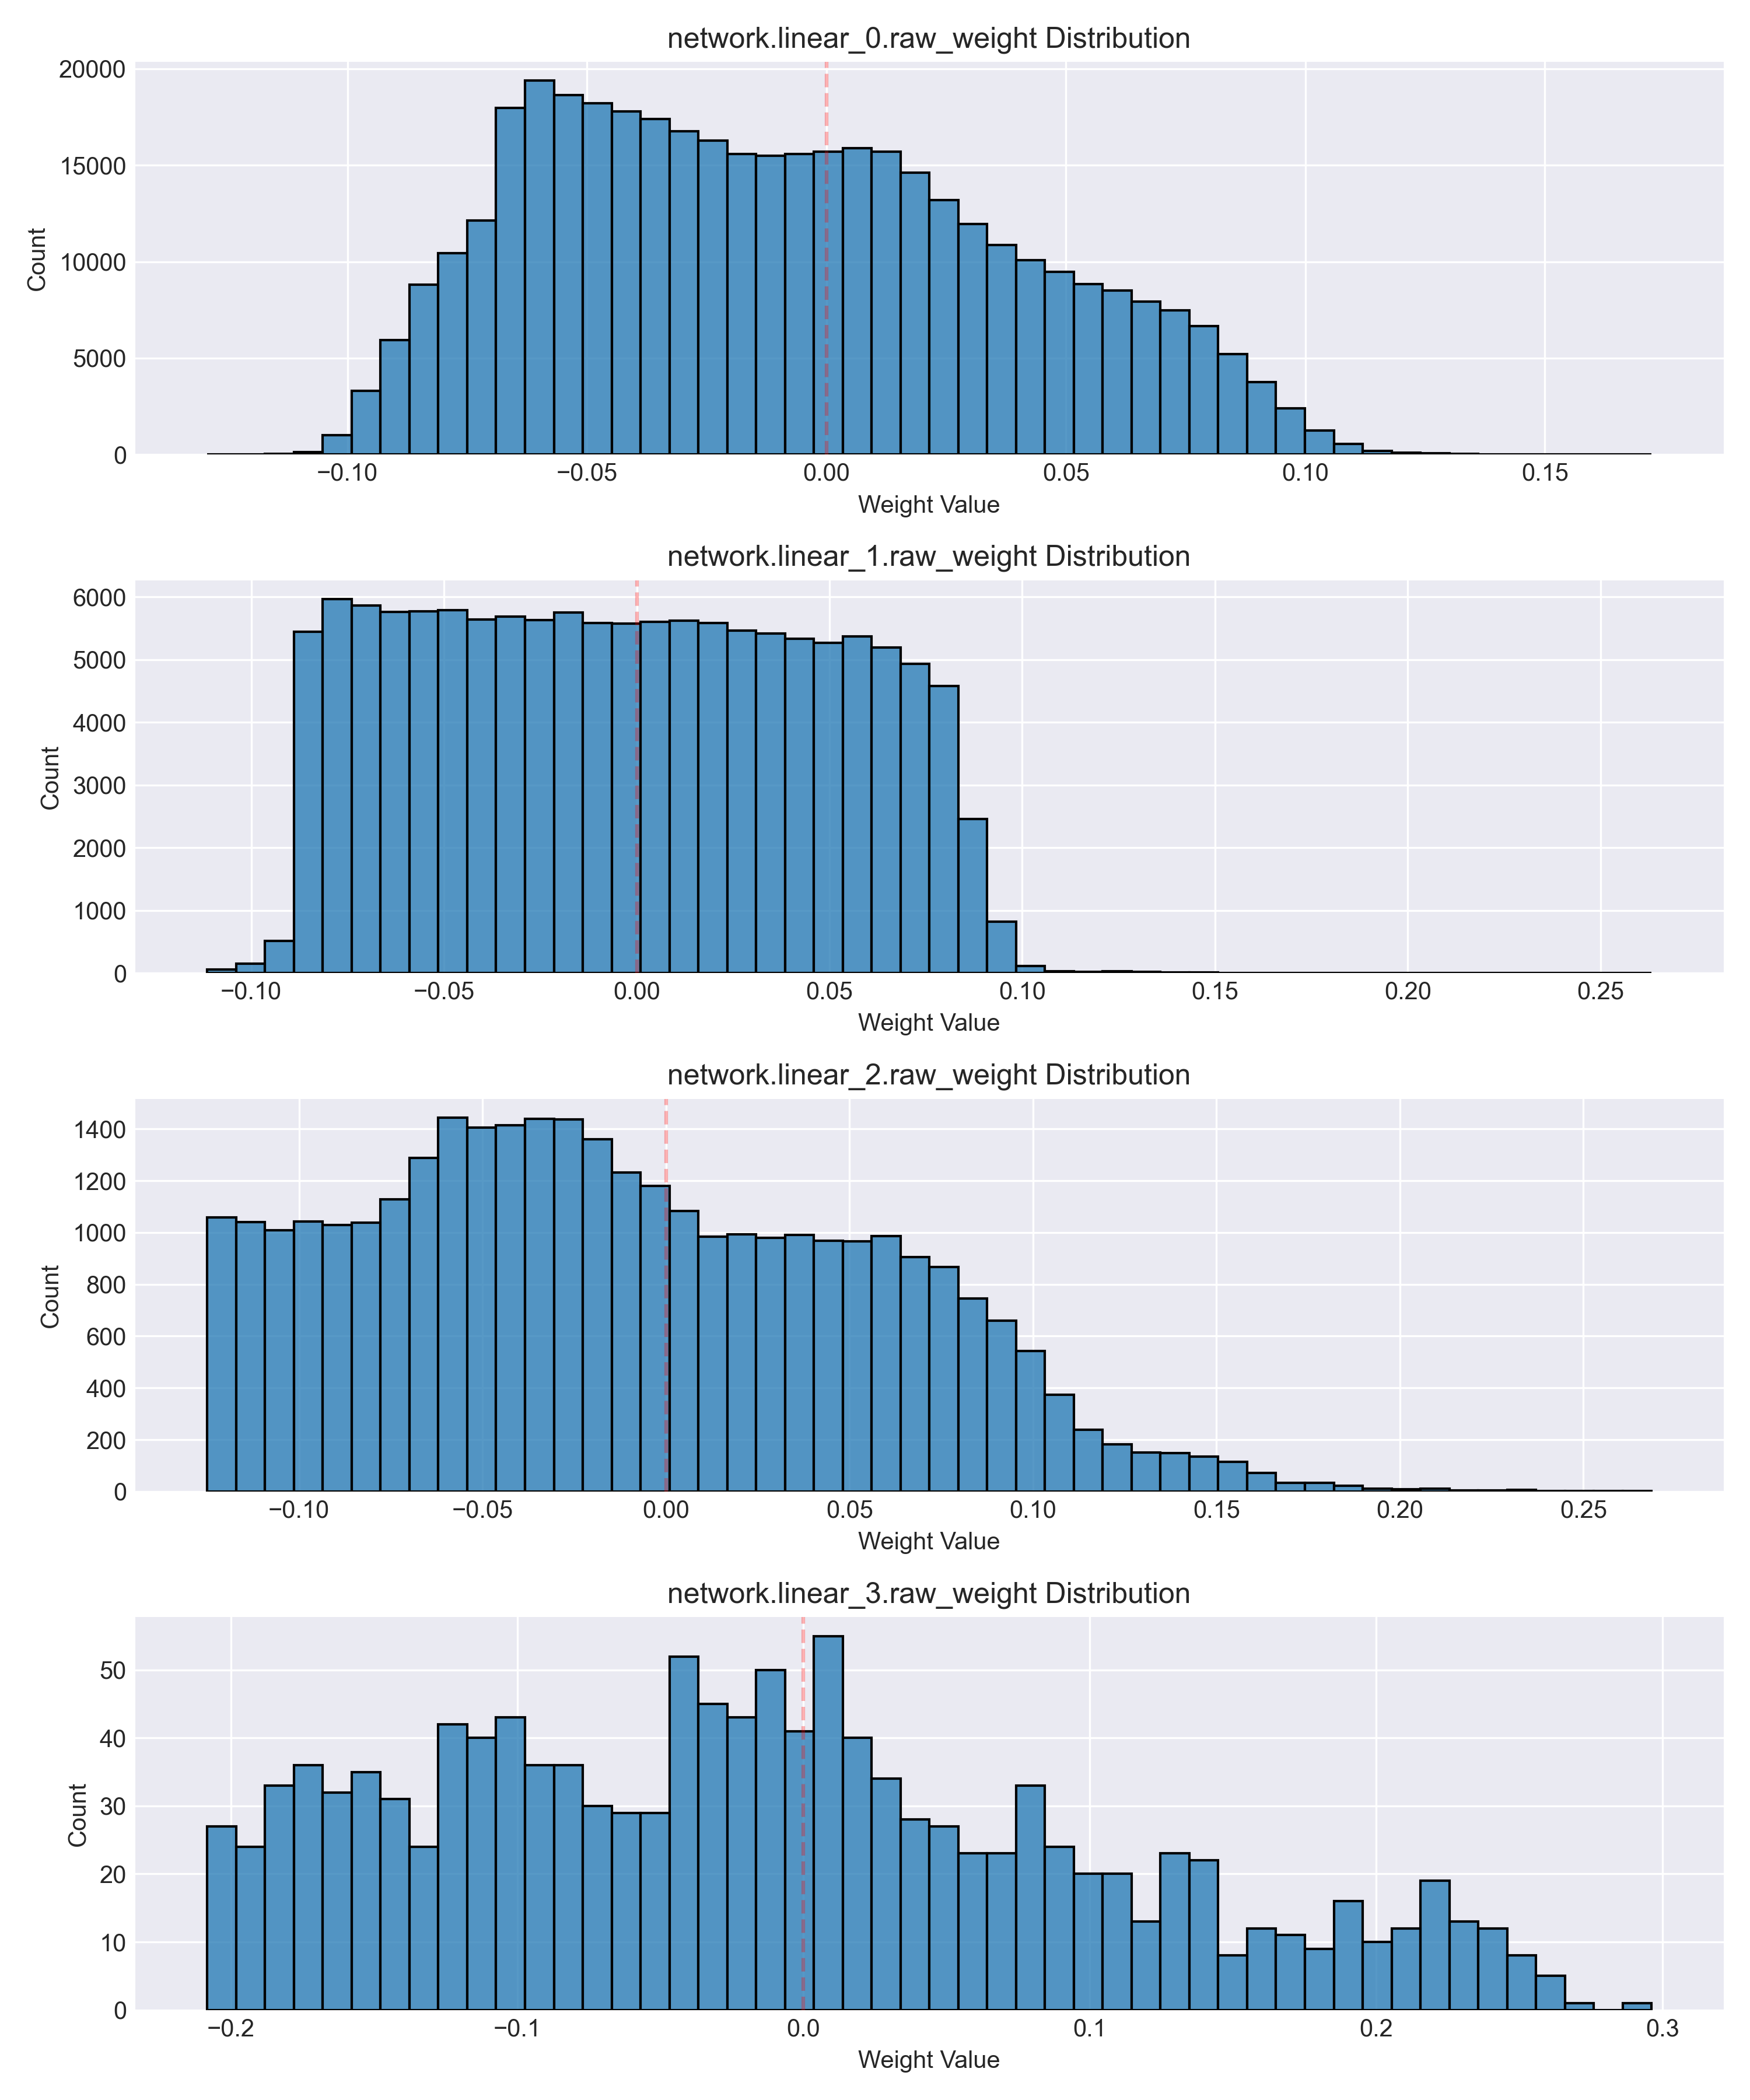 network.linear_0.raw_weight Distribution
20000
15000
10000
5000
0
Count
−0.10 −0.05 0.00 0.05 0.10 0.15
Weight Value
network.linear_1.raw_weight Distribution
6000
5000
4000
3000
2000
1000
0
Count
−0.10 −0.05 0.00 0.05 0.10 0.15 0.20 0.25
Weight Value
network.linear_2.raw_weight Distribution
1400
1200
1000
800
600
400
200
0
Count
−0.10 −0.05 0.00 0.05 0.10 0.15 0.20 0.25
Weight Value
network.linear_3.raw_weight Distribution
50
40
30
20
10
0
Count
−0.2 −0.1 0.0 0.1 0.2 0.3
Weight Value